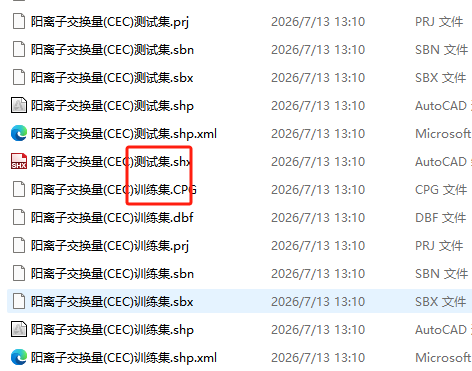 阳离子交换量(CEC)测试集.prj 2026/7/13 13:10 PRJ 文件
阳离子交换量(CEC)测试集.sbn 2026/7/13 13:10 SBN 文件
阳离子交换量(CEC)测试集.sbx 2026/7/13 13:10 SBX 文件
阳离子交换量(CEC)测试集.shp 2026/7/13 13:10 AutoCAD
阳离子交换量(CEC)测试集.shp.xml 2026/7/13 13:10 Microsoft
SHX 阳离子交换量(CEC)测试集.shx 2026/7/13 13:10 AutoCAD
阳离子交换量(CEC)训练集.CPG 2026/7/13 13:10 CPG 文件
阳离子交换量(CEC)训练集.dbf 2026/7/13 13:10 DBF 文件
阳离子交换量(CEC)训练集.prj 2026/7/13 13:10 PRJ 文件
阳离子交换量(CEC)训练集.sbn 2026/7/13 13:10 SBN 文件
阳离子交换量(CEC)训练集.sbx 2026/7/13 13:10 SBX 文件
阳离子交换量(CEC)训练集.shp 2026/7/13 13:10 AutoCAD
阳离子交换量(CEC)训练集.shp.xml 2026/7/13 13:10 Microsoft